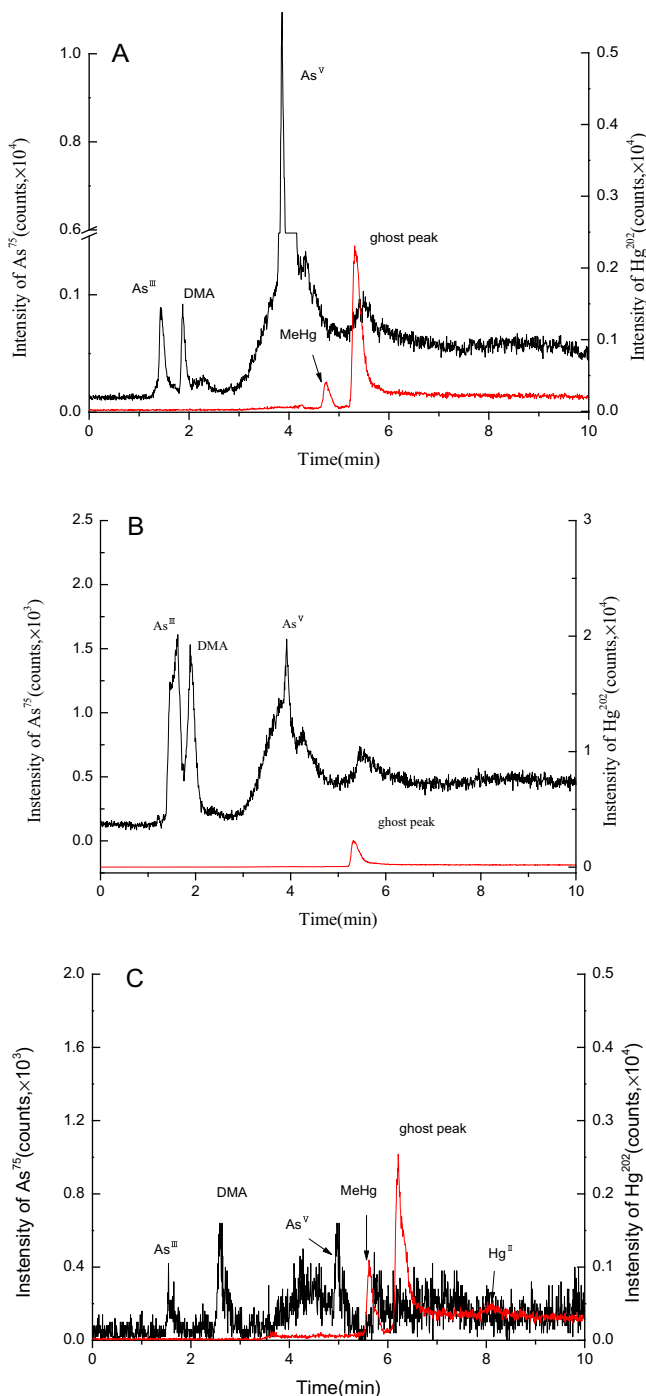 A
1.0
0.8
0.6
0.1
0.0
0.5
0.4
0.3
0.2
0.1
0.0
As^V
As^III
DMA
MeHg
ghost peak
0 2 4 6 8 10
Time(min)
Intensity of As^75(counts,×10^4)
Intensity of Hg^202(counts,×10^4)
B
2.5
2.0
1.5
1.0
0.5
0.0
3
2
1
0
As^III
DMA
As^V
ghost peak
0 2 4 6 8 10
Time(min)
Instensity of As^75(counts,×10^3)
Instensity of Hg^202(counts,×10^4)
C
2.0
1.6
1.2
0.8
0.4
0.0
0.5
0.4
0.3
0.2
0.1
0.0
ghost peak
DMA
MeHg
As^V
As^III
Hg^II
0 2 4 6 8 10
Time(min)
Intensity of As^75(counts,×10^3)
Intensity of Hg^202(counts,×10^4)